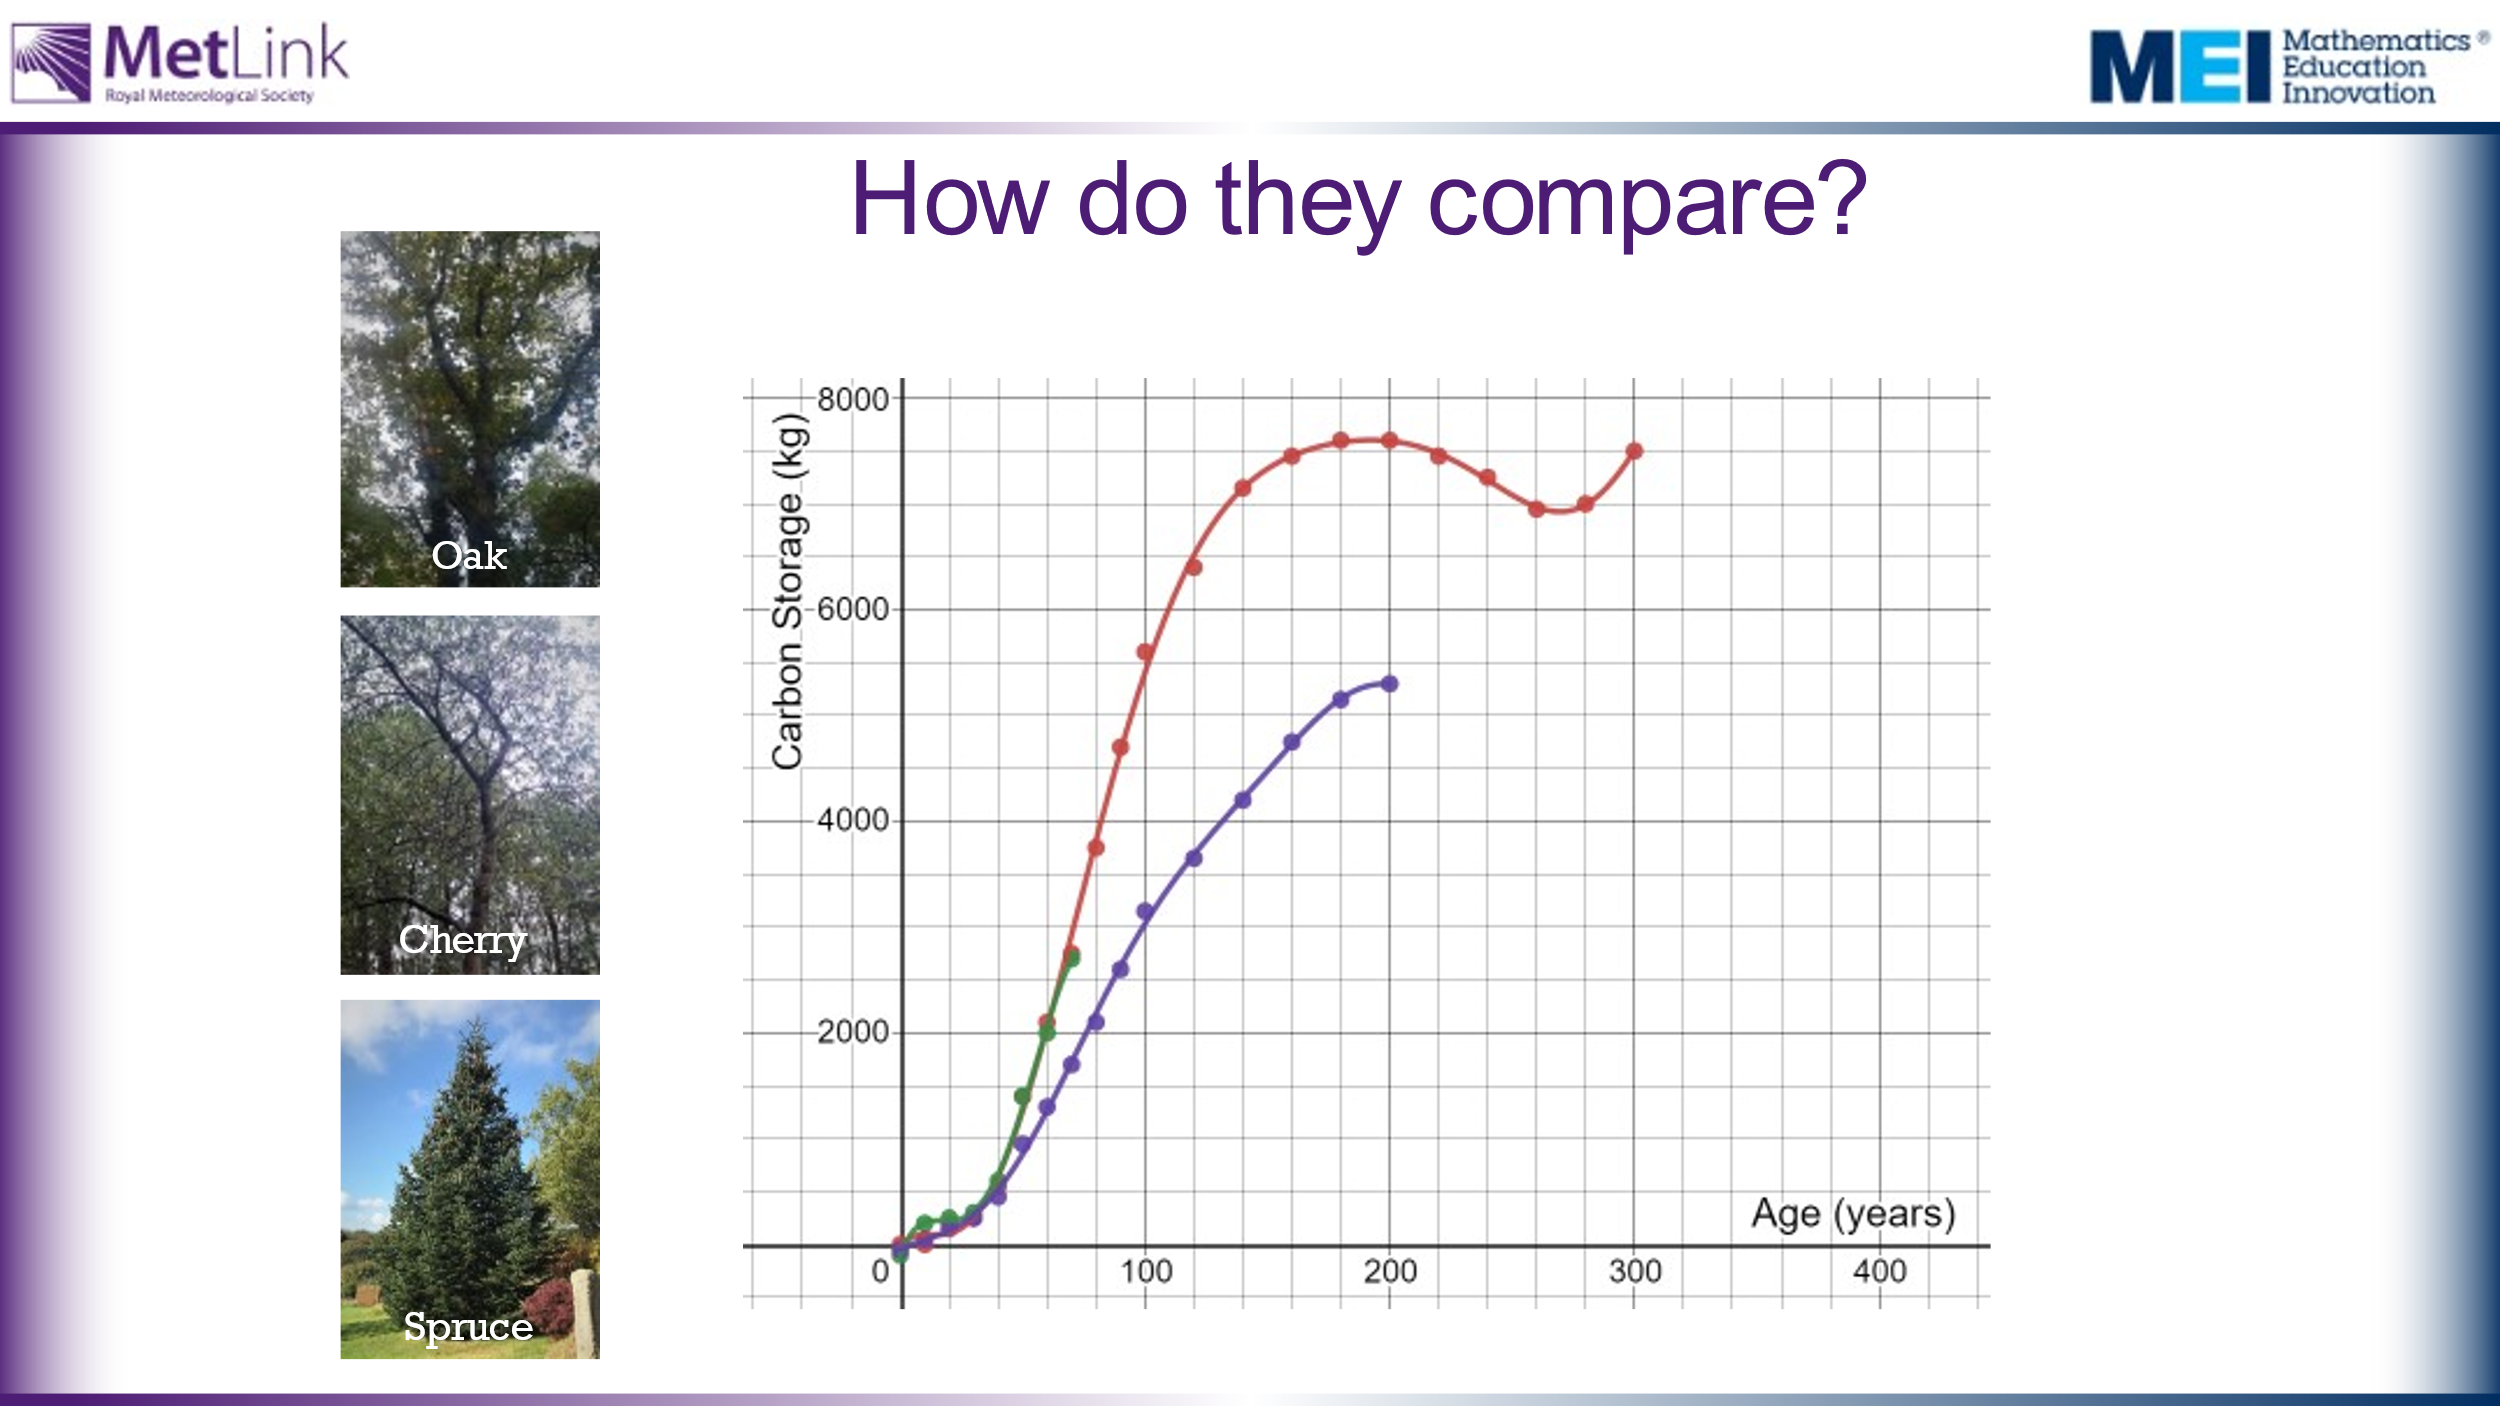 MetLink
Royal Meteorological Society
MEI
Mathematics ®
Education
Innovation
How do they compare?
Oak
Cherry
Spruce
Carbon Storage (kg)
8000
6000
4000
2000
0
100
200
300
400
Age (years)